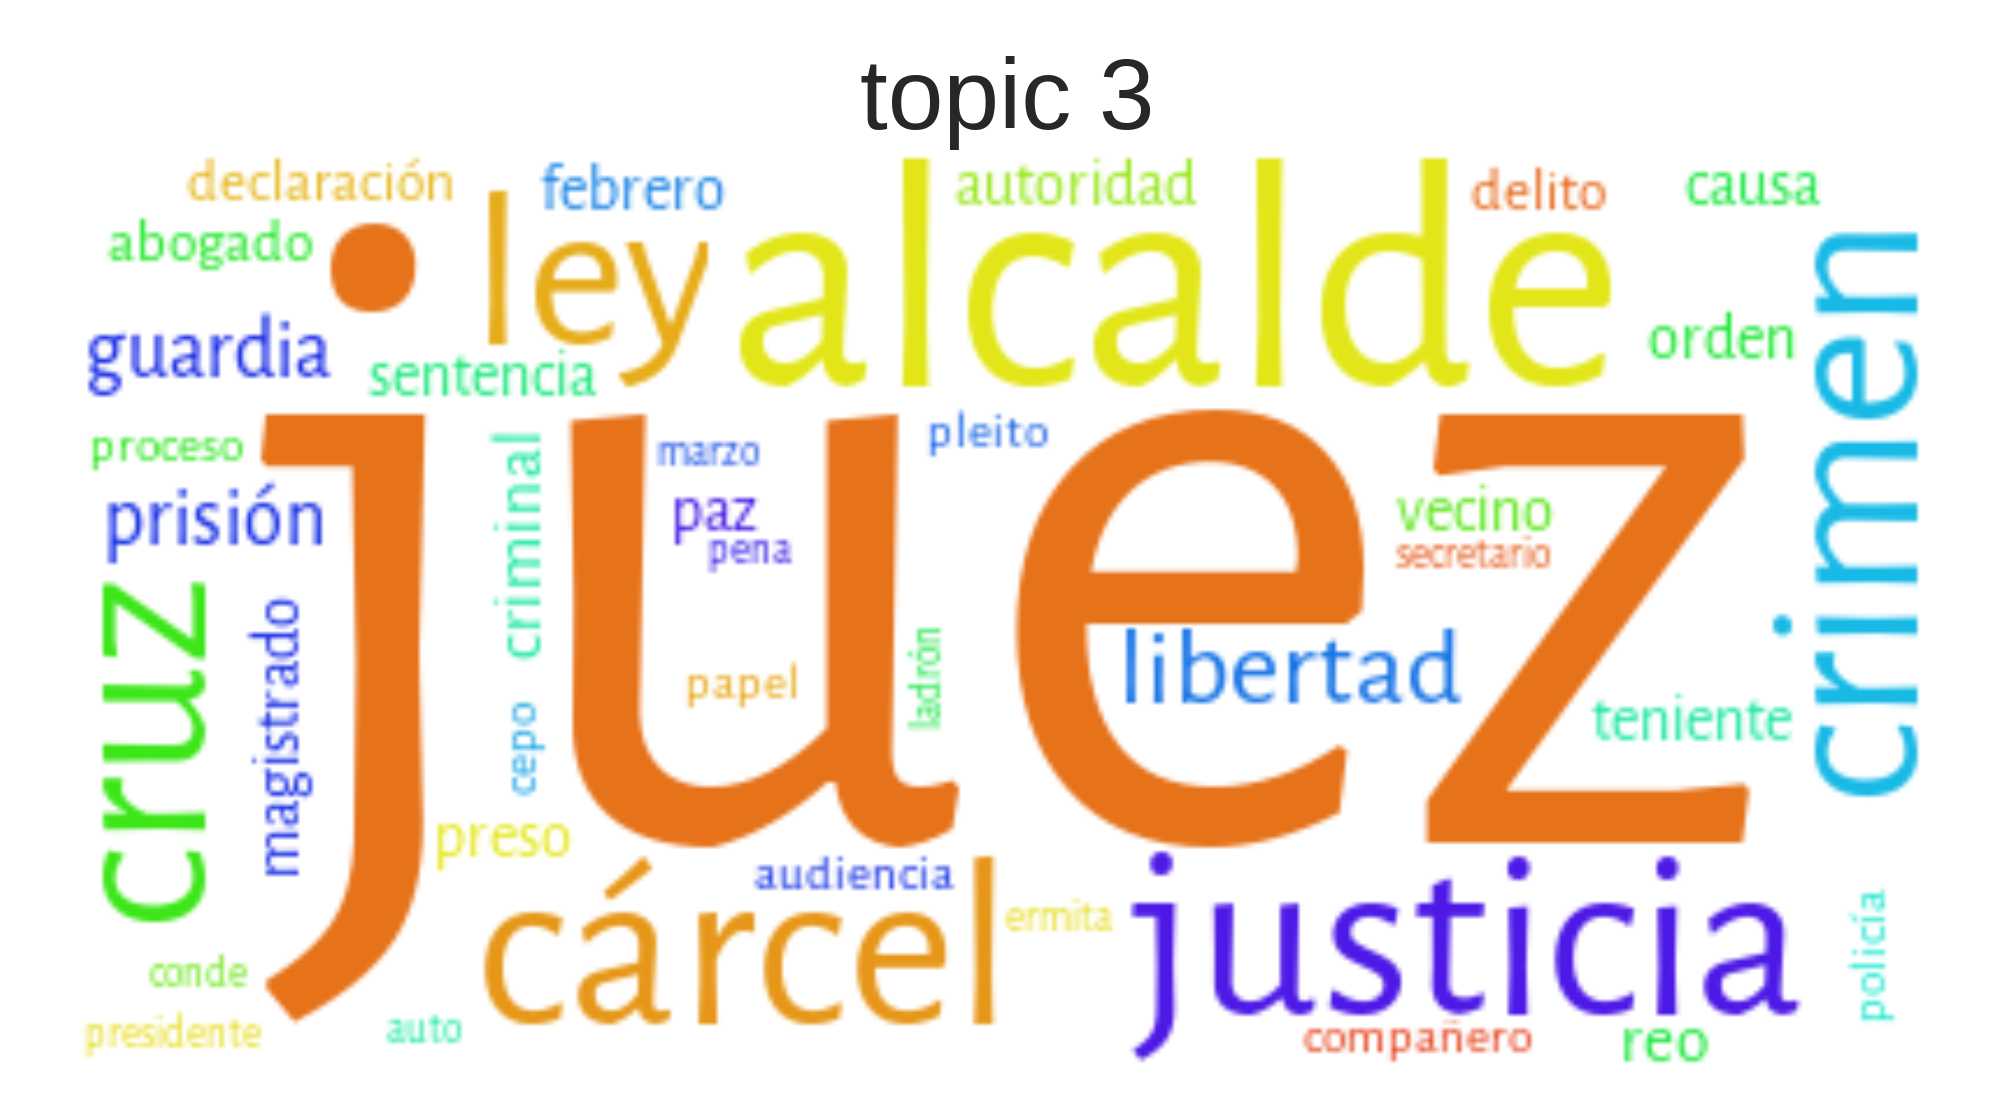 topic 3
declaración
febrero
autoridad
delito
causa
abogado
ley
alcalde
guardia
sentencia
orden
crimen
proceso
juez
criminal
marzo
pleito
prisión
paz
pena
vecino
secretario
cruz
magistrado
papel
ladrón
libertad
cepo
teniente
preso
cárcel
audiencia
ermita
justicia
policía
conde
presidente
auto
compañero
reo